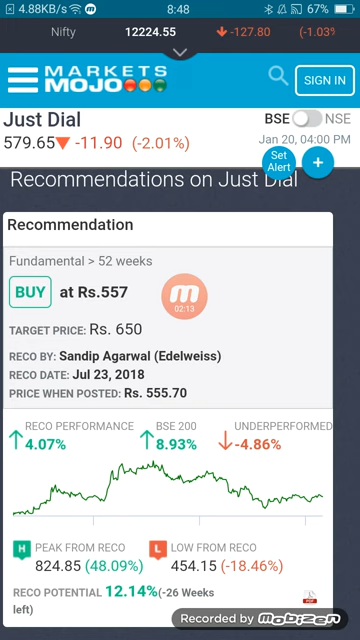 4.88KB/s 8:48 67%
Nifty 12224.55 -127.80 (-1.03%
MARKETS
MOJO
SIGN IN
Just Dial
BSE NSE
579.65 -11.90 (-2.01%)
Jan 20, 04:00 PM
Set
Alert
+
Recommendations on Just Dial
Recommendation
Fundamental > 52 weeks
BUY at Rs.557
m
02:13
TARGET PRICE: Rs. 650
RECO BY: Sandip Agarwal (Edelweiss)
RECO DATE: Jul 23, 2018
PRICE WHEN POSTED: Rs. 555.70
RECO PERFORMANCE BSE 200 UNDERPERFORMED
4.07% 8.93% -4.86%
H PEAK FROM RECO L LOW FROM RECO
824.85 (48.09%) 454.15 (-18.46%)
RECO POTENTIAL 12.14% (-26 Weeks
left)
Recorded by Mobizen